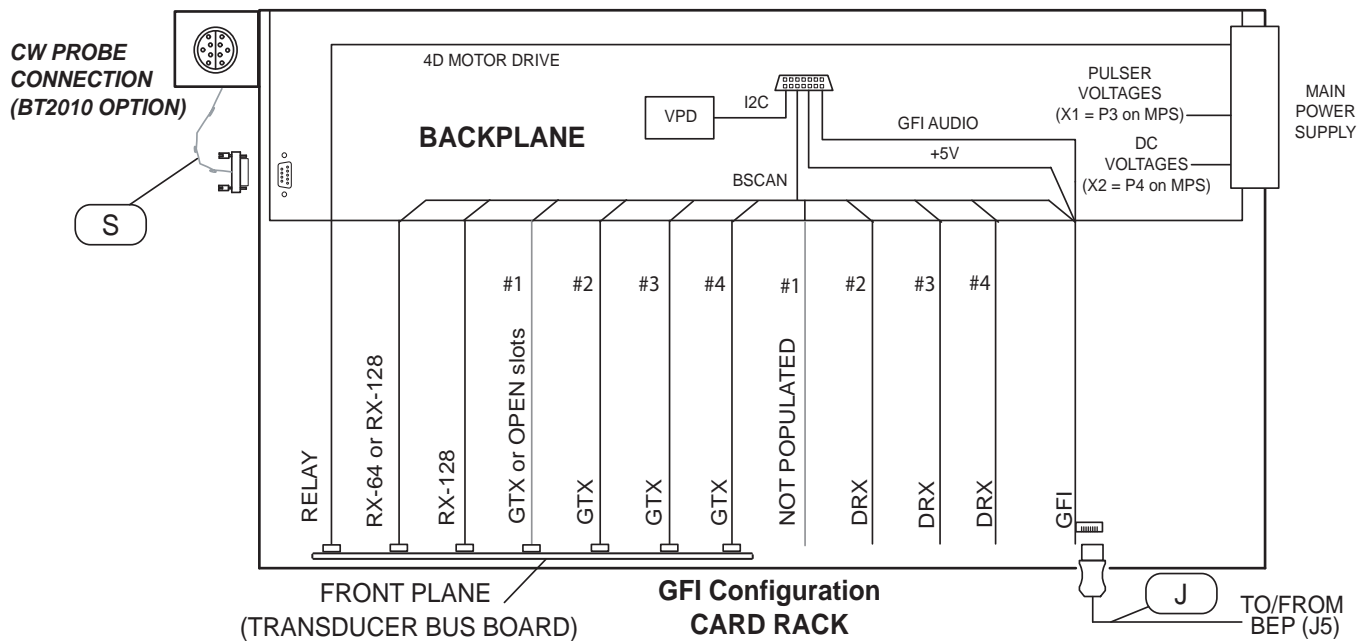 CW PROBE
CONNECTION
(BT2010 OPTION)
S
4D MOTOR DRIVE
VPD
I2C
BACKPLANE
GFI AUDIO
+5V
BSCAN
PULSER
VOLTAGES
(X1 = P3 on MPS)
DC
VOLTAGES
(X2 = P4 on MPS)
MAIN
POWER
SUPPLY
#1
#2
#3
#4
#1
#2
#3
#4
RELAY
RX-64 or RX-128
RX-128
GTX or OPEN slots
GTX
GTX
GTX
NOT POPULATED
DRX
DRX
DRX
GFI
FRONT PLANE
(TRANSDUCER BUS BOARD)
GFI Configuration
CARD RACK
J
TO/FROM
BEP (J5)